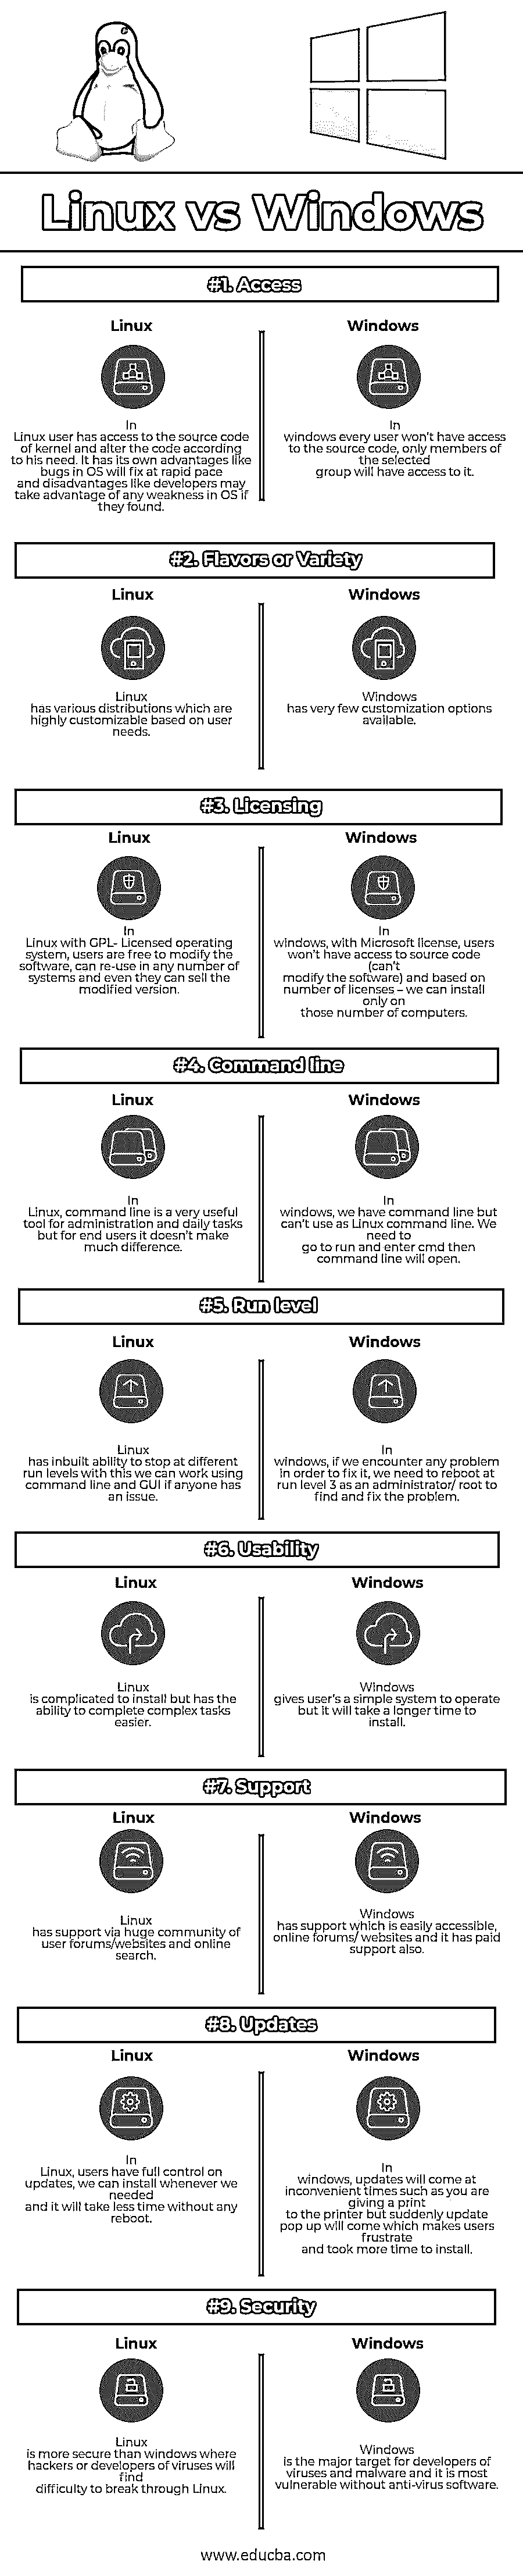 Linux vs Windows
#1. Access
Linux
In
Linux user has access to the source code
of kernel and alter the code according
to his need. It has its own advantages like
bugs in OS will fix at rapid pace
and disadvantages like developers may
take advantage of any weakness in OS if
they found.
Windows
In
windows every user won't have access
to the source code, only members of
the selected
group will have access to it.
#2. Flavors or Variety
Linux
Linux
has various distributions which are
highly customizable based on user
needs.
Windows
Windows
has very few customization options
available.
#3. Licensing
Linux
In
Linux with GPL- Licensed operating
system, users are free to modify the
software, can re-use in any number of
systems and even they can sell the
modified version.
Windows
In
windows, with Microsoft license, users
won't have access to source code
(can't
modify the software) and based on
number of licenses – we can install
only on
those number of computers.
#4. Command line
Linux
In
Linux, command line is a very useful
tool for administration and daily tasks
but for end users it doesn't make
much difference.
Windows
In
windows, we have command line but
can't use as Linux command line. We
need to
go to run and enter cmd then
command line will open.
#5. Run level
Linux
Linux
has inbuilt ability to stop at different
run levels with this we can work using
command line and GUI if anyone has
an issue.
Windows
In
windows, if we encounter any problem
in order to fix it, we need to reboot at
run level 3 as an administrator/ root to
find and fix the problem.
#6. Usability
Linux
Linux
is complicated to install but has the
ability to complete complex tasks
easier.
Windows
Windows
gives user's a simple system to operate
but it will take a longer time to
install.
#7. Support
Linux
Linux
has support via huge community of
user forums/websites and online
search.
Windows
Windows
has support which is easily accessible,
online forums/ websites and it has paid
support also.
#8. Updates
Linux
In
Linux, users have full control on
updates, we can install whenever we
needed
and it will take less time without any
reboot.
Windows
In
windows, updates will come at
inconvenient times such as you are
giving a print
to the printer but suddenly update
pop up will come which makes users
frustrate
and took more time to install.
#9. Security
Linux
Linux
is more secure than windows where
hackers or developers of viruses will
find
difficulty to break through Linux.
Windows
Windows
is the major target for developers of
viruses and malware and it is most
vulnerable without anti-virus software.
www.educba.com